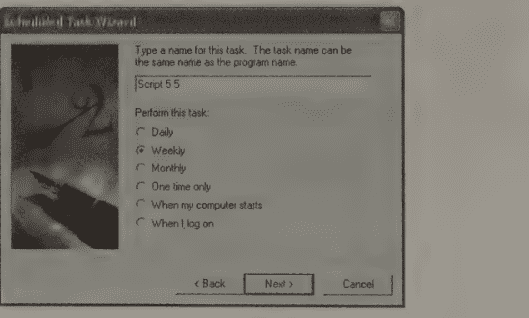 Scheduled Task Wizard
Type a name for this task. The task name can be
the same name as the program name.
Script 5 5
Perform this task:
Daily
Weekly
Monthly
One time only
When my computer starts
When I log on
< Back
Next >
Cancel